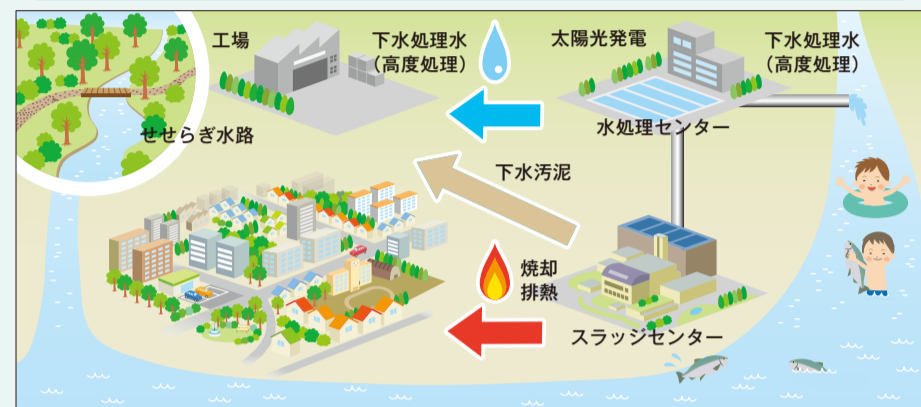 工場
下水処理水
（高度処理）
太陽光発電
下水処理水
（高度処理）
せせらぎ水路
水処理センター
下水汚泥
焼却
排熱
スラッジセンター